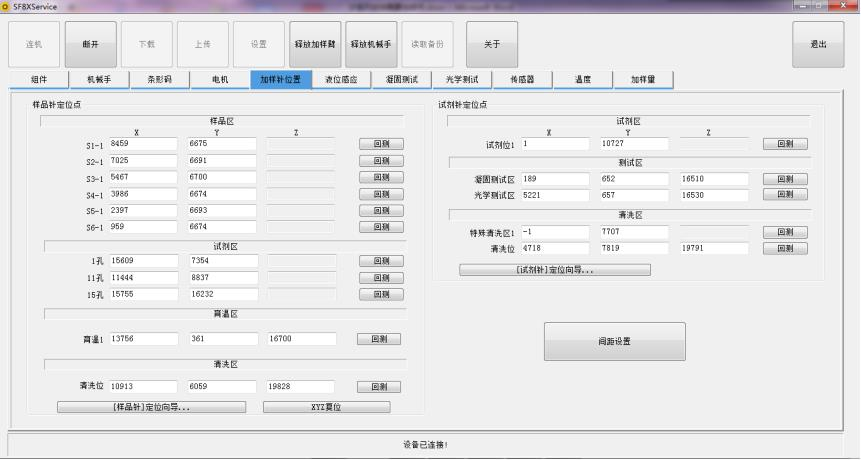 SF8XService
连机 断开 下载 上传 设置 释放加样臂 释放机械手 读取备份 关于 退出
组件 机械手 条形码 电机 加样针位置 液位感应 凝固测试 光学测试 传感器 温度 加样量
样品针定位点
样品区
X Y Z
S1-1 8459 6675 回测
S2-1 7025 6691 回测
S3-1 5467 6700 回测
S4-1 3986 6674 回测
S5-1 2397 6693 回测
S6-1 959 6674 回测
试剂区
1孔 15609 7354 回测
11孔 11444 8837 回测
15孔 15755 16232 回测
育温区
育温1 13756 361 16700 回测
清洗区
清洗位 10913 6059 19828 回测
[样品针]定位向导... XYZ复位
试剂针定位点
试剂区
X Y Z
试剂位1 1 10727 回测
测试区
凝固测试区 189 652 16510 回测
光学测试区 5221 657 16530 回测
清洗区
特殊清洗区1 -1 7707 回测
清洗位 4718 7819 19791 回测
[试剂针]定位向导...
间距设置
设备已连接!